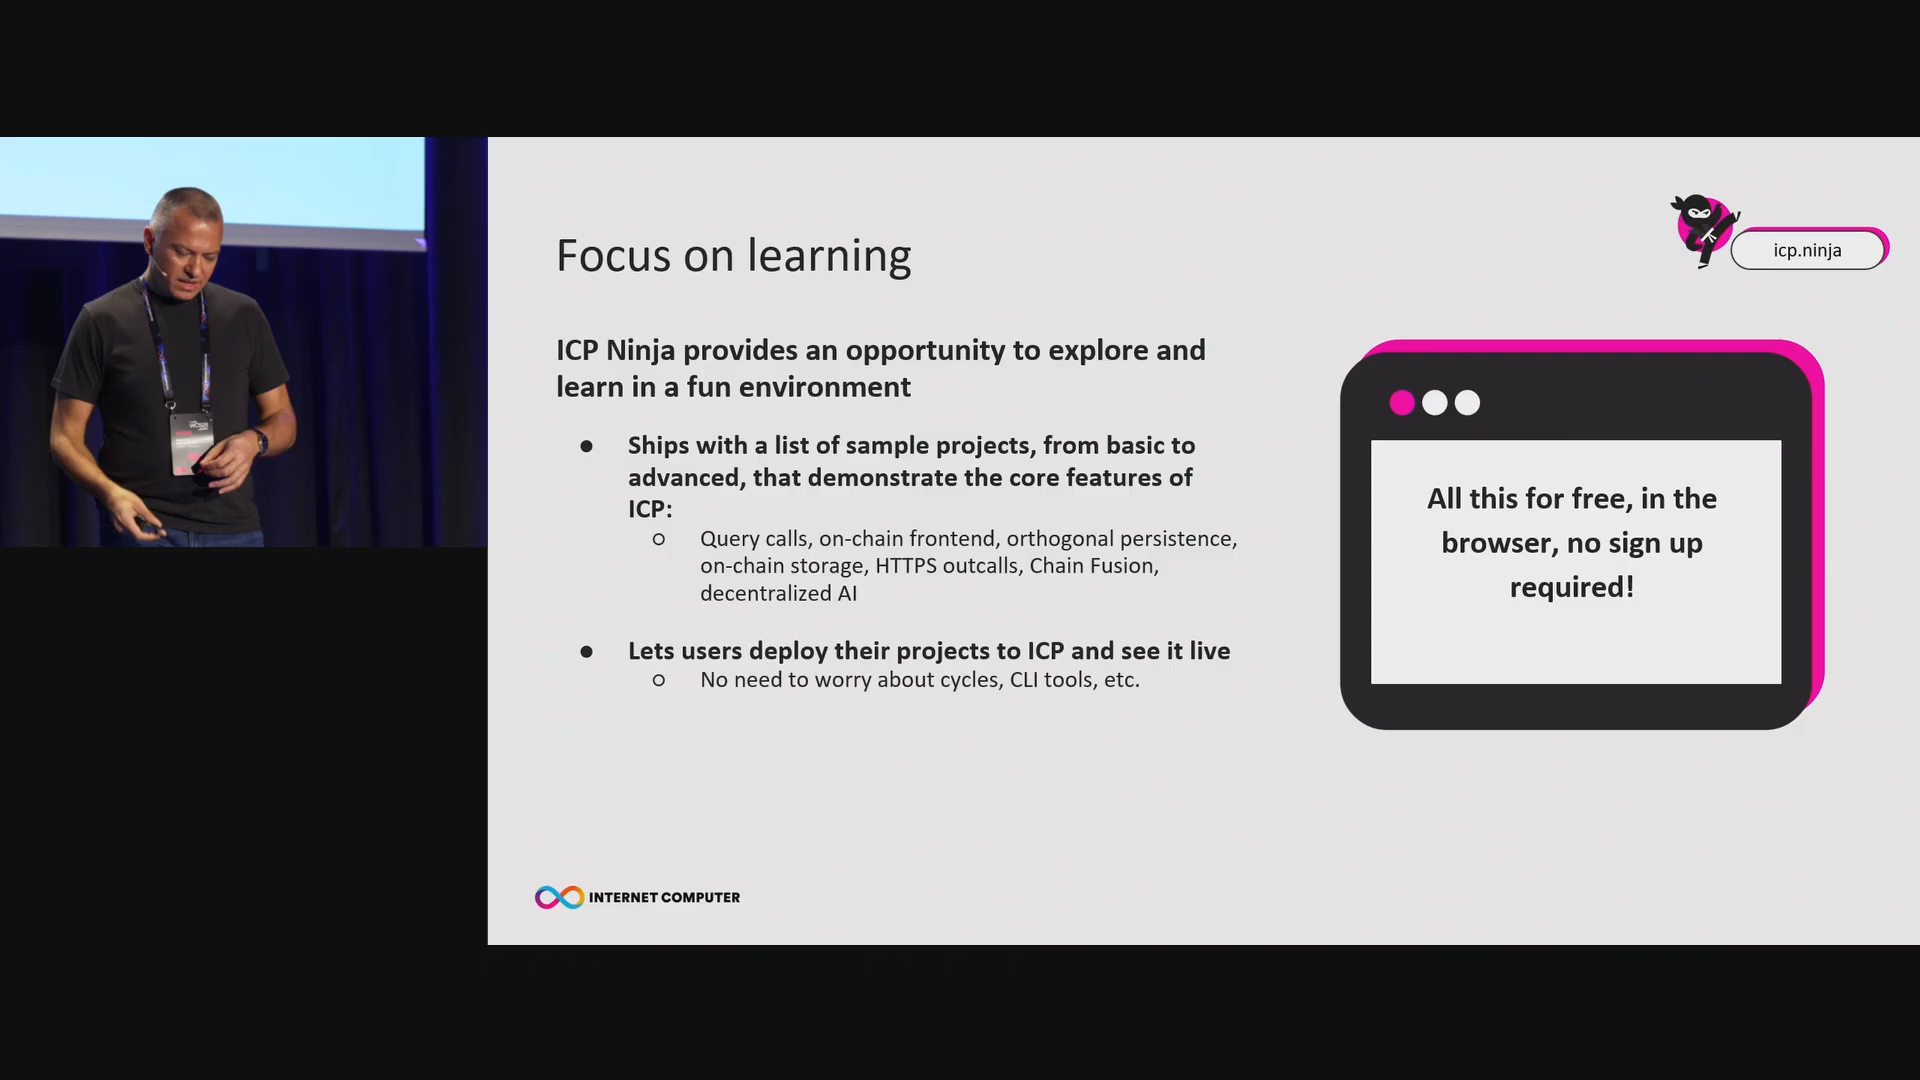 Focus on learning
icp.ninja
ICP Ninja provides an opportunity to explore and
learn in a fun environment
● Ships with a list of sample projects, from basic to
advanced, that demonstrate the core features of
ICP:
○ Query calls, on-chain frontend, orthogonal persistence,
on-chain storage, HTTPS outcalls, Chain Fusion,
decentralized AI
● Lets users deploy their projects to ICP and see it live
○ No need to worry about cycles, CLI tools, etc.
All this for free, in the
browser, no sign up
required!
INTERNET COMPUTER